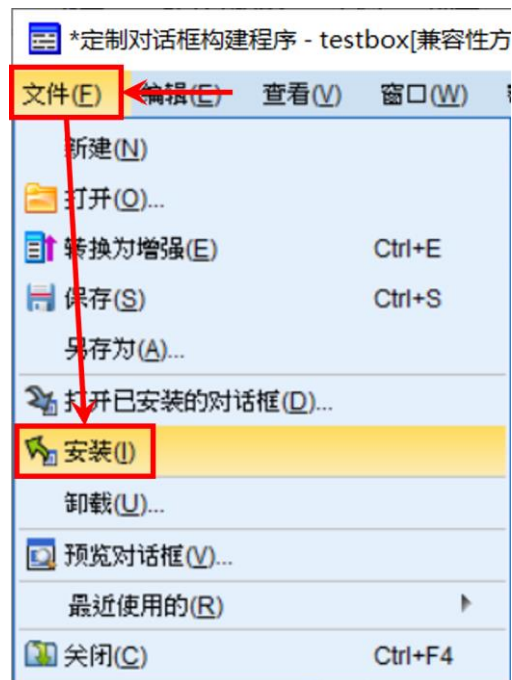 *定制对话框构建程序 - testbox[兼容性方
文件(F) 编辑(E) 查看(V) 窗口(W)
新建(N)
打开(O)...
转换为增强(E) Ctrl+E
保存(S) Ctrl+S
另存为(A)...
打开已安装的对话框(D)...
安装(I)
卸载(U)...
预览对话框(V)...
最近使用的(R)
关闭(C) Ctrl+F4